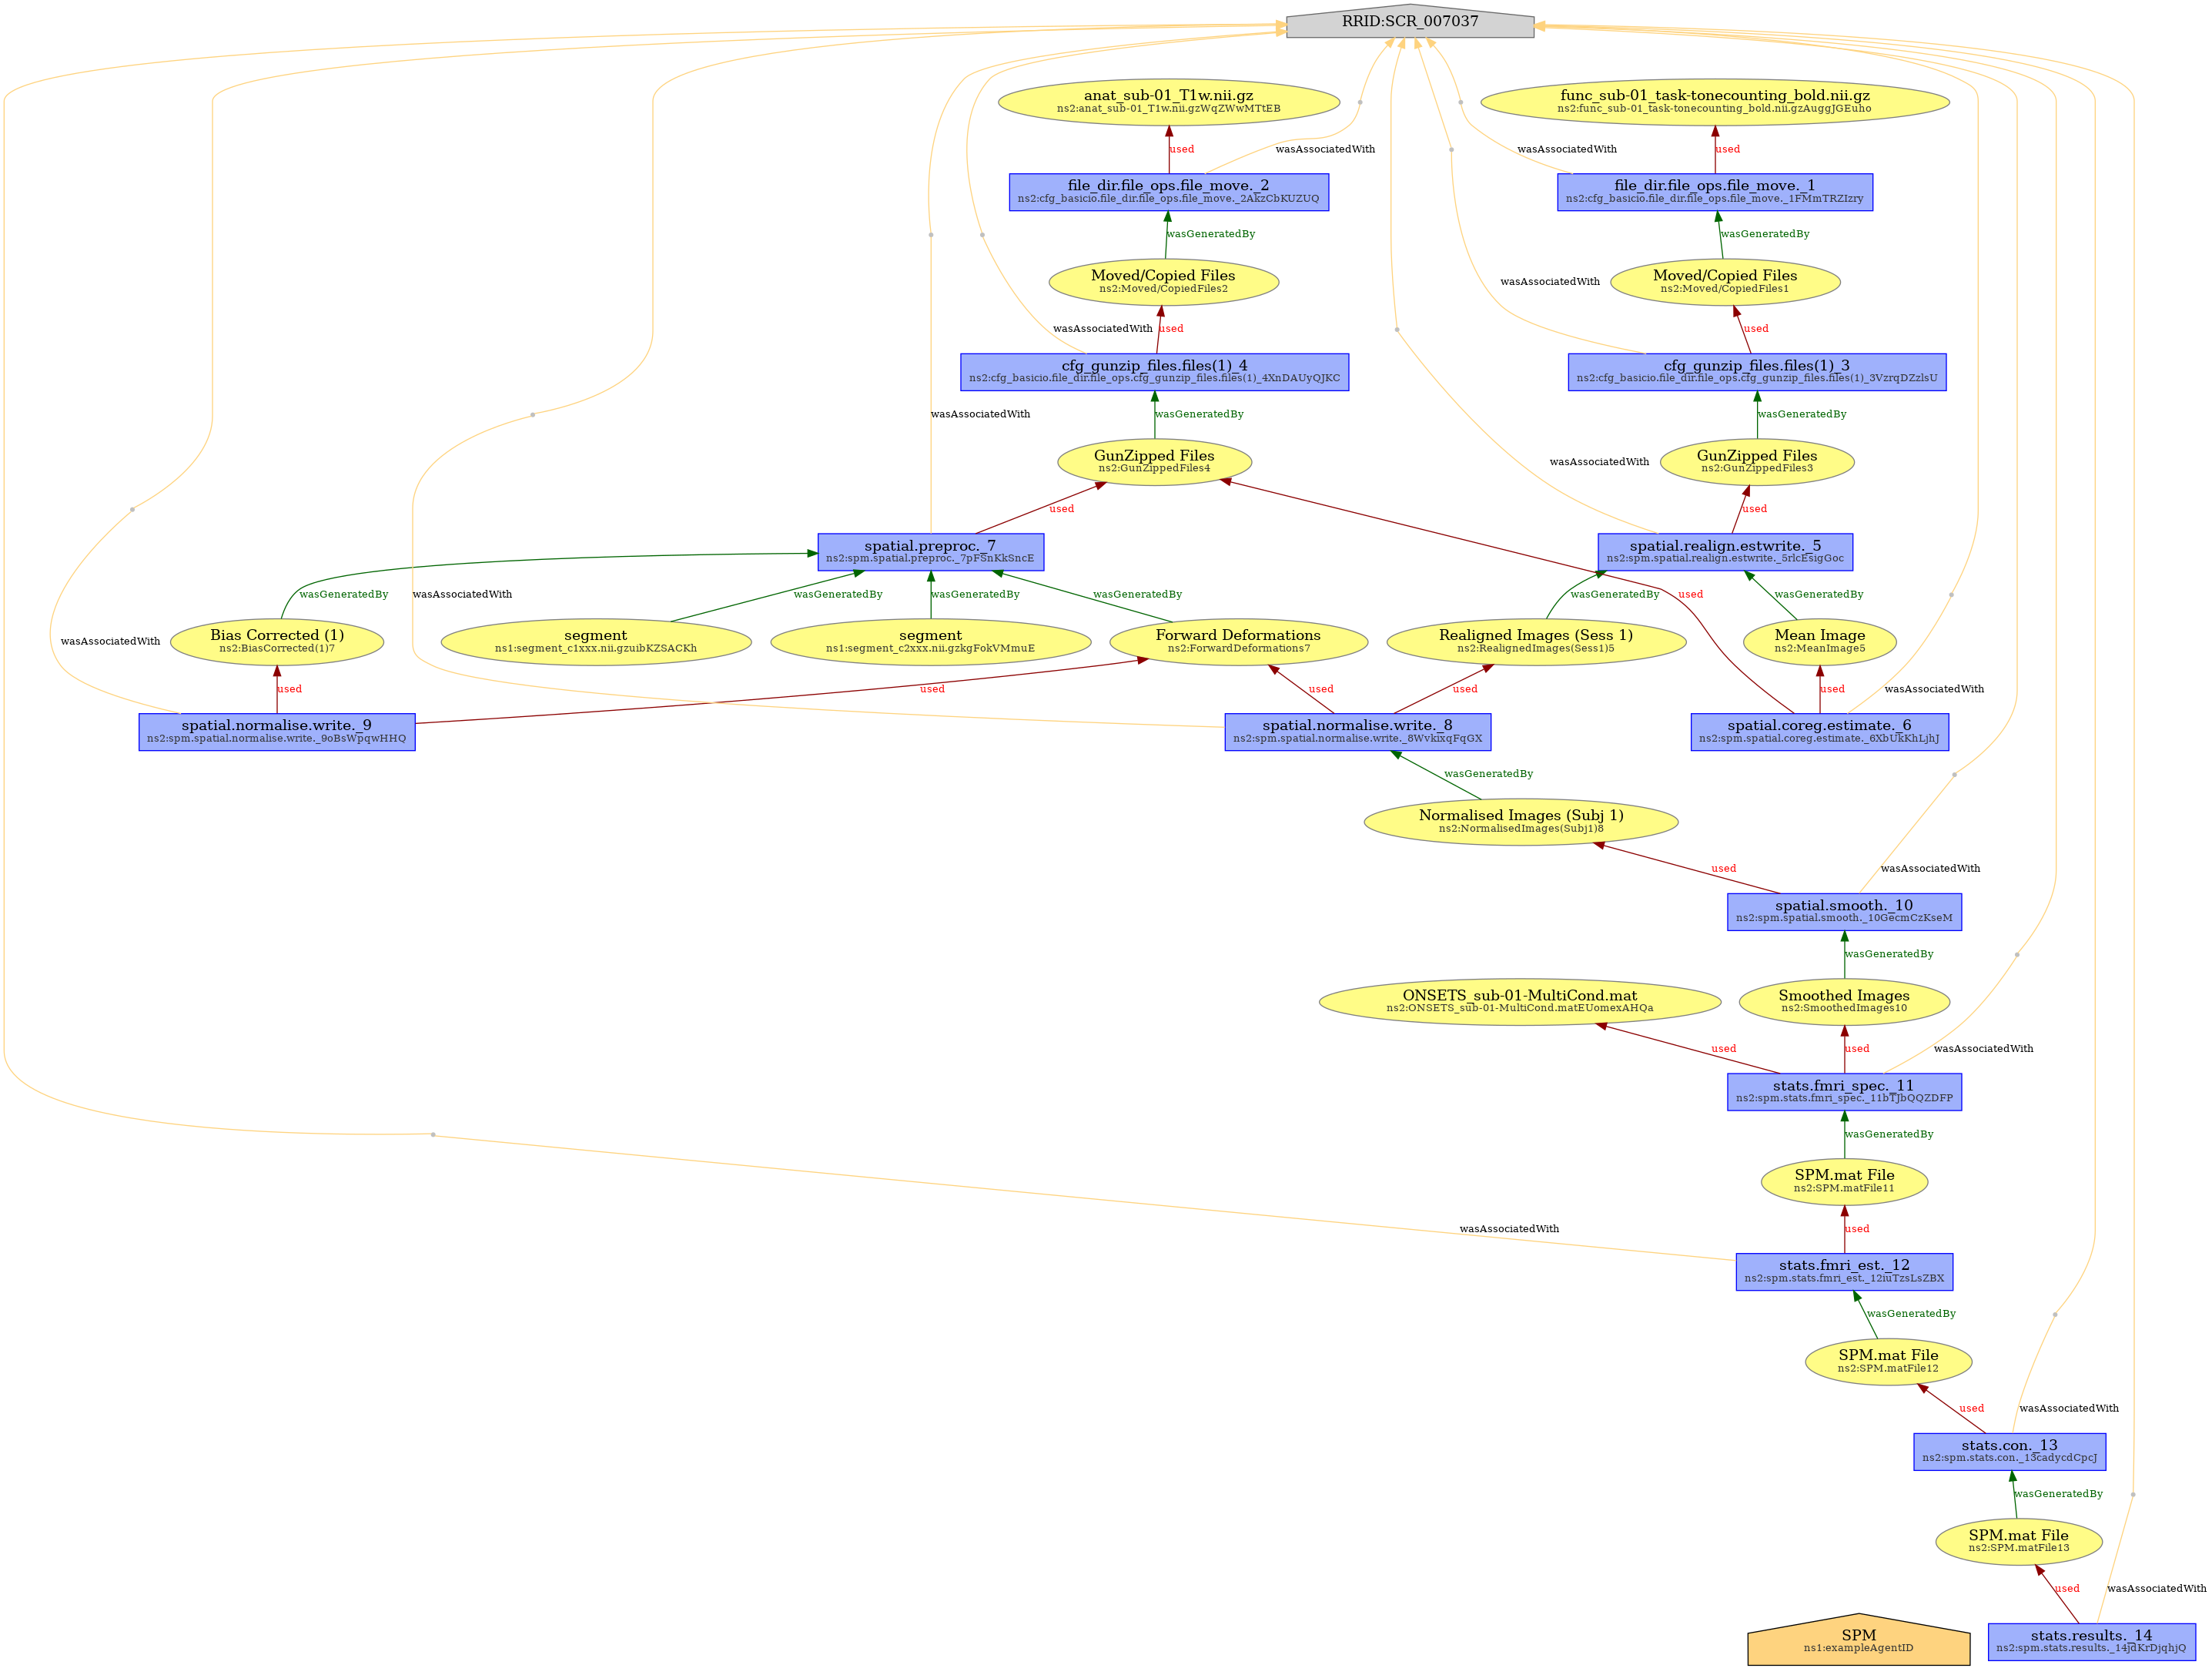 RRID:SCR_007037
anat_sub-01_T1w.nii.gz
ns2:anat_sub-01_T1w.nii.gzWqZWwMTtEB
func_sub-01_task-tonecounting_bold.nii.gz
ns2:func_sub-01_task-tonecounting_bold.nii.gzAuggJGEuho
used
wasAssociatedWith
wasAssociatedWith
used
file_dir.file_ops.file_move._2
ns2:cfg_basicio.file_dir.file_ops.file_move._2AkzCbKUZUQ
file_dir.file_ops.file_move._1
ns2:cfg_basicio.file_dir.file_ops.file_move._1FMmTRZIzry
wasGeneratedBy
wasGeneratedBy
Moved/Copied Files
ns2:Moved/CopiedFiles2
Moved/Copied Files
ns2:Moved/CopiedFiles1
wasAssociatedWith
wasAssociatedWith
used
used
cfg_gunzip_files.files(1)_4
ns2:cfg_basicio.file_dir.file_ops.cfg_gunzip_files.files(1)_4XnDAUyQJKC
cfg_gunzip_files.files(1)_3
ns2:cfg_basicio.file_dir.file_ops.cfg_gunzip_files.files(1)_3VzrqDZzlsU
wasAssociatedWith
wasGeneratedBy
wasGeneratedBy
GunZipped Files
ns2:GunZippedFiles4
GunZipped Files
ns2:GunZippedFiles3
wasAssociatedWith
used
used
spatial.preproc._7
ns2:spm.spatial.preproc._7pFSnKkSncE
spatial.realign.estwrite._5
ns2:spm.spatial.realign.estwrite._5rlcEsigGoc
wasGeneratedBy
wasAssociatedWith
wasGeneratedBy
wasGeneratedBy
wasGeneratedBy
wasGeneratedBy
used
wasGeneratedBy
wasAssociatedWith
Bias Corrected (1)
ns2:BiasCorrected(1)7
segment
ns1:segment_c1xxx.nii.gzuibKZSACKh
segment
ns1:segment_c2xxx.nii.gzkgFokVMmuE
Forward Deformations
ns2:ForwardDeformations7
Realigned Images (Sess 1)
ns2:RealignedImages(Sess1)5
Mean Image
ns2:MeanImage5
used
used
used
used
used
wasAssociatedWith
spatial.normalise.write._9
ns2:spm.spatial.normalise.write._9oBsWpqwHHQ
spatial.normalise.write._8
ns2:spm.spatial.normalise.write._8WvkixqFqGX
spatial.coreg.estimate._6
ns2:spm.spatial.coreg.estimate._6XbUkKhLjhJ
wasGeneratedBy
Normalised Images (Subj 1)
ns2:NormalisedImages(Subj1)8
used
wasAssociatedWith
spatial.smooth._10
ns2:spm.spatial.smooth._10GecmCzKseM
wasGeneratedBy
ONSETS_sub-01-MultiCond.mat
ns2:ONSETS_sub-01-MultiCond.matEUomexAHQa
Smoothed Images
ns2:SmoothedImages10
used
used
wasAssociatedWith
stats.fmri_spec._11
ns2:spm.stats.fmri_spec._11bTJbQQZDFP
wasGeneratedBy
SPM.mat File
ns2:SPM.matFile11
wasAssociatedWith
used
stats.fmri_est._12
ns2:spm.stats.fmri_est._12iuTzsLsZBX
wasGeneratedBy
SPM.mat File
ns2:SPM.matFile12
used
wasAssociatedWith
stats.con._13
ns2:spm.stats.con._13cadycdCpcJ
wasGeneratedBy
SPM.mat File
ns2:SPM.matFile13
used
wasAssociatedWith
SPM
ns1:exampleAgentID
stats.results._14
ns2:spm.stats.results._14jdKrDjqhjQ